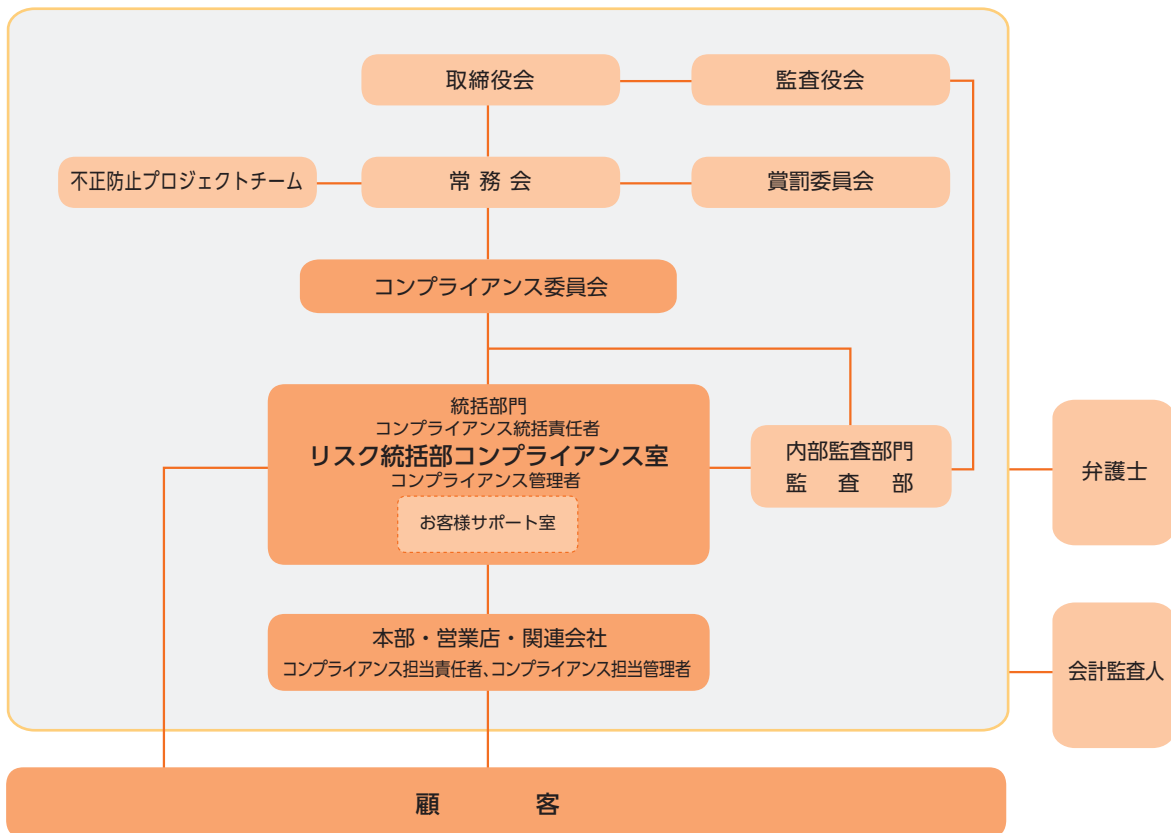 取締役会
監査役会
不正防止プロジェクトチーム
常務会
賞罰委員会
コンプライアンス委員会
統括部門
コンプライアンス統括責任者
リスク統括部コンプライアンス室
コンプライアンス管理者
お客様サポート室
内部監査部門
監査部
弁護士
本部・営業店・関連会社
コンプライアンス担当責任者、コンプライアンス担当管理者
会計監査人
顧客